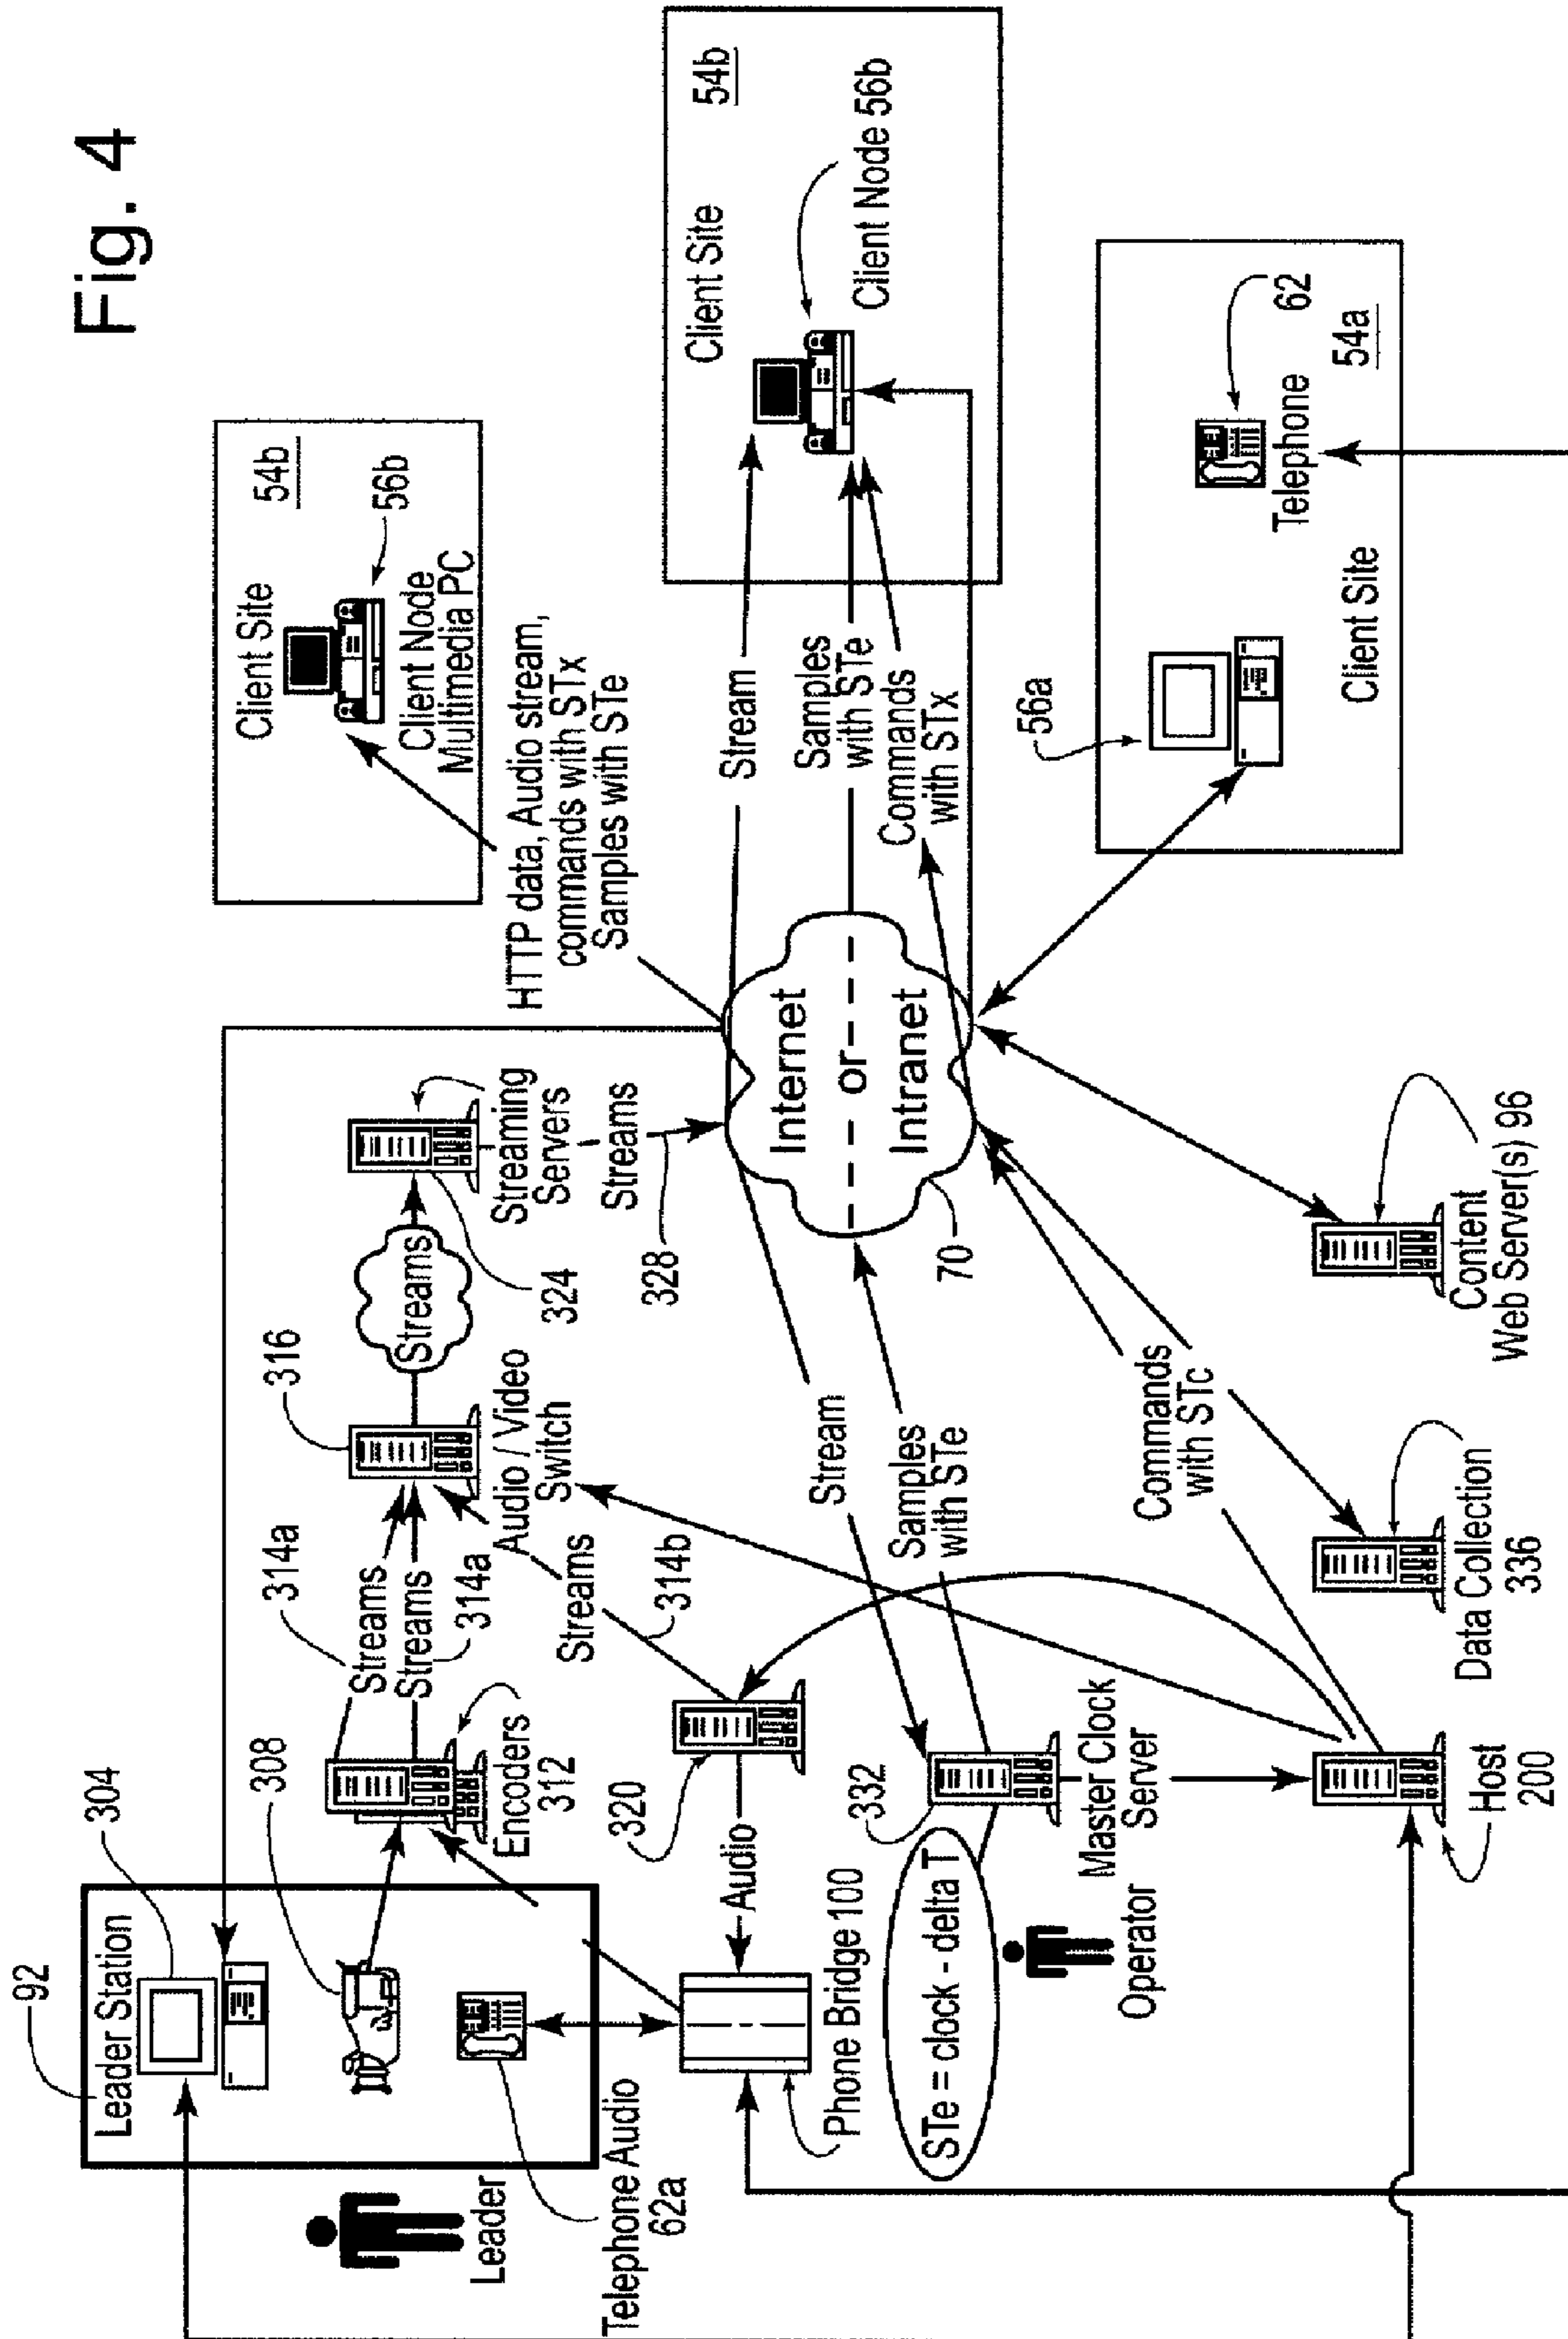 Fig. 4
92
Leader Station
304
308
Leader
Telephone Audio
62a
Encoders
312
314a
Streams
Streams
314a
316
Audio / Video
Switch
Streams
314b
Streams
324
Streaming
Servers
Streams
328
320
Audio
Phone Bridge 100
STe = clock - delta T
Operator
332
Master Clock
Server
Host
200
Stream
Samples
with STe
Commands
with STc
Data Collection
336
Content
Web Server(s) 96
70
Internet
or
Intranet
HTTP data, Audio stream,
commands with STx
Samples with STe
Client Site
54b
56b
Client Node
Multimedia PC
Stream
Samples
with STe
Commands
with STx
Client Site
54b
Client Node 56b
56a
Client Site
Telephone
62
54a